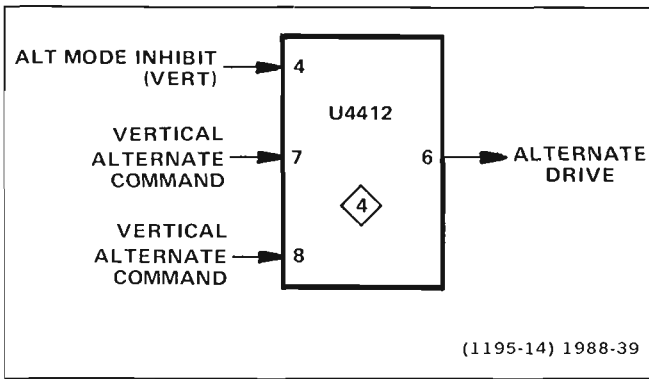 ALT MODE INHIBIT
(VERT)
4
U4412
VERTICAL
ALTERNATE
COMMAND
7
6
ALTERNATE
DRIVE
4
VERTICAL
ALTERNATE
COMMAND
8
(1195-14) 1988-39